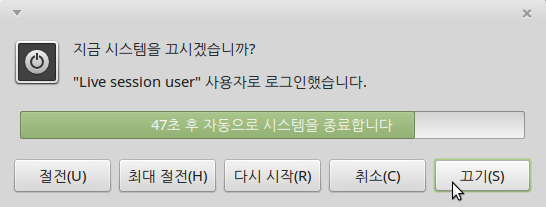 지금 시스템을 끄시겠습니까?
"Live session user" 사용자로 로그인했습니다.
47초 후 자동으로 시스템을 종료합니다
절전(U)
최대 절전(H)
다시 시작(R)
취소(C)
끄기(S)